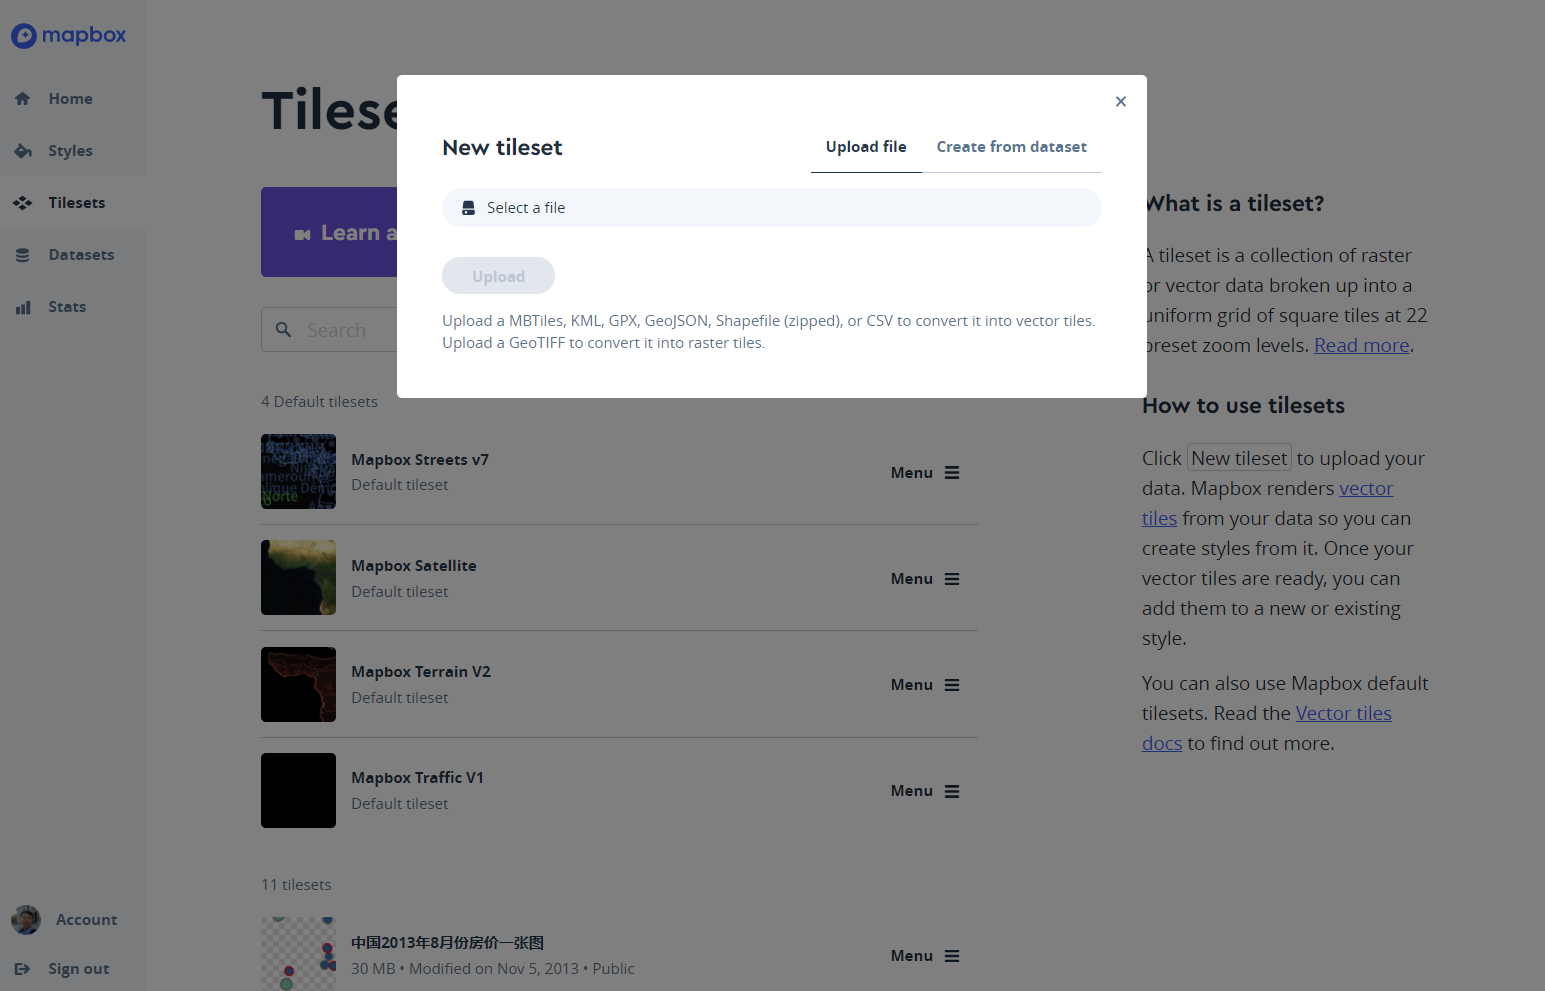 mapbox
Home
Styles
Tilesets
Datasets
Stats
Account
Sign out
Learn a
Search
4 Default tilesets
Mapbox Streets v7
Default tileset
Menu
Mapbox Satellite
Default tileset
Menu
Mapbox Terrain V2
Default tileset
Menu
Mapbox Traffic V1
Default tileset
Menu
11 tilesets
中国2013年8月份房价一张图
30 MB • Modified on Nov 5, 2013 • Public
Menu
New tileset
Upload file
Create from dataset
Select a file
Upload
Upload a MBTiles, KML, GPX, GeoJSON, Shapefile (zipped), or CSV to convert it into vector tiles.
Upload a GeoTIFF to convert it into raster tiles.
What is a tileset?
A tileset is a collection of raster
or vector data broken up into a
uniform grid of square tiles at 22
preset zoom levels. Read more.
How to use tilesets
Click New tileset to upload your
data. Mapbox renders vector
tiles from your data so you can
create styles from it. Once your
vector tiles are ready, you can
add them to a new or existing
style.
You can also use Mapbox default
tilesets. Read the Vector tiles
docs to find out more.